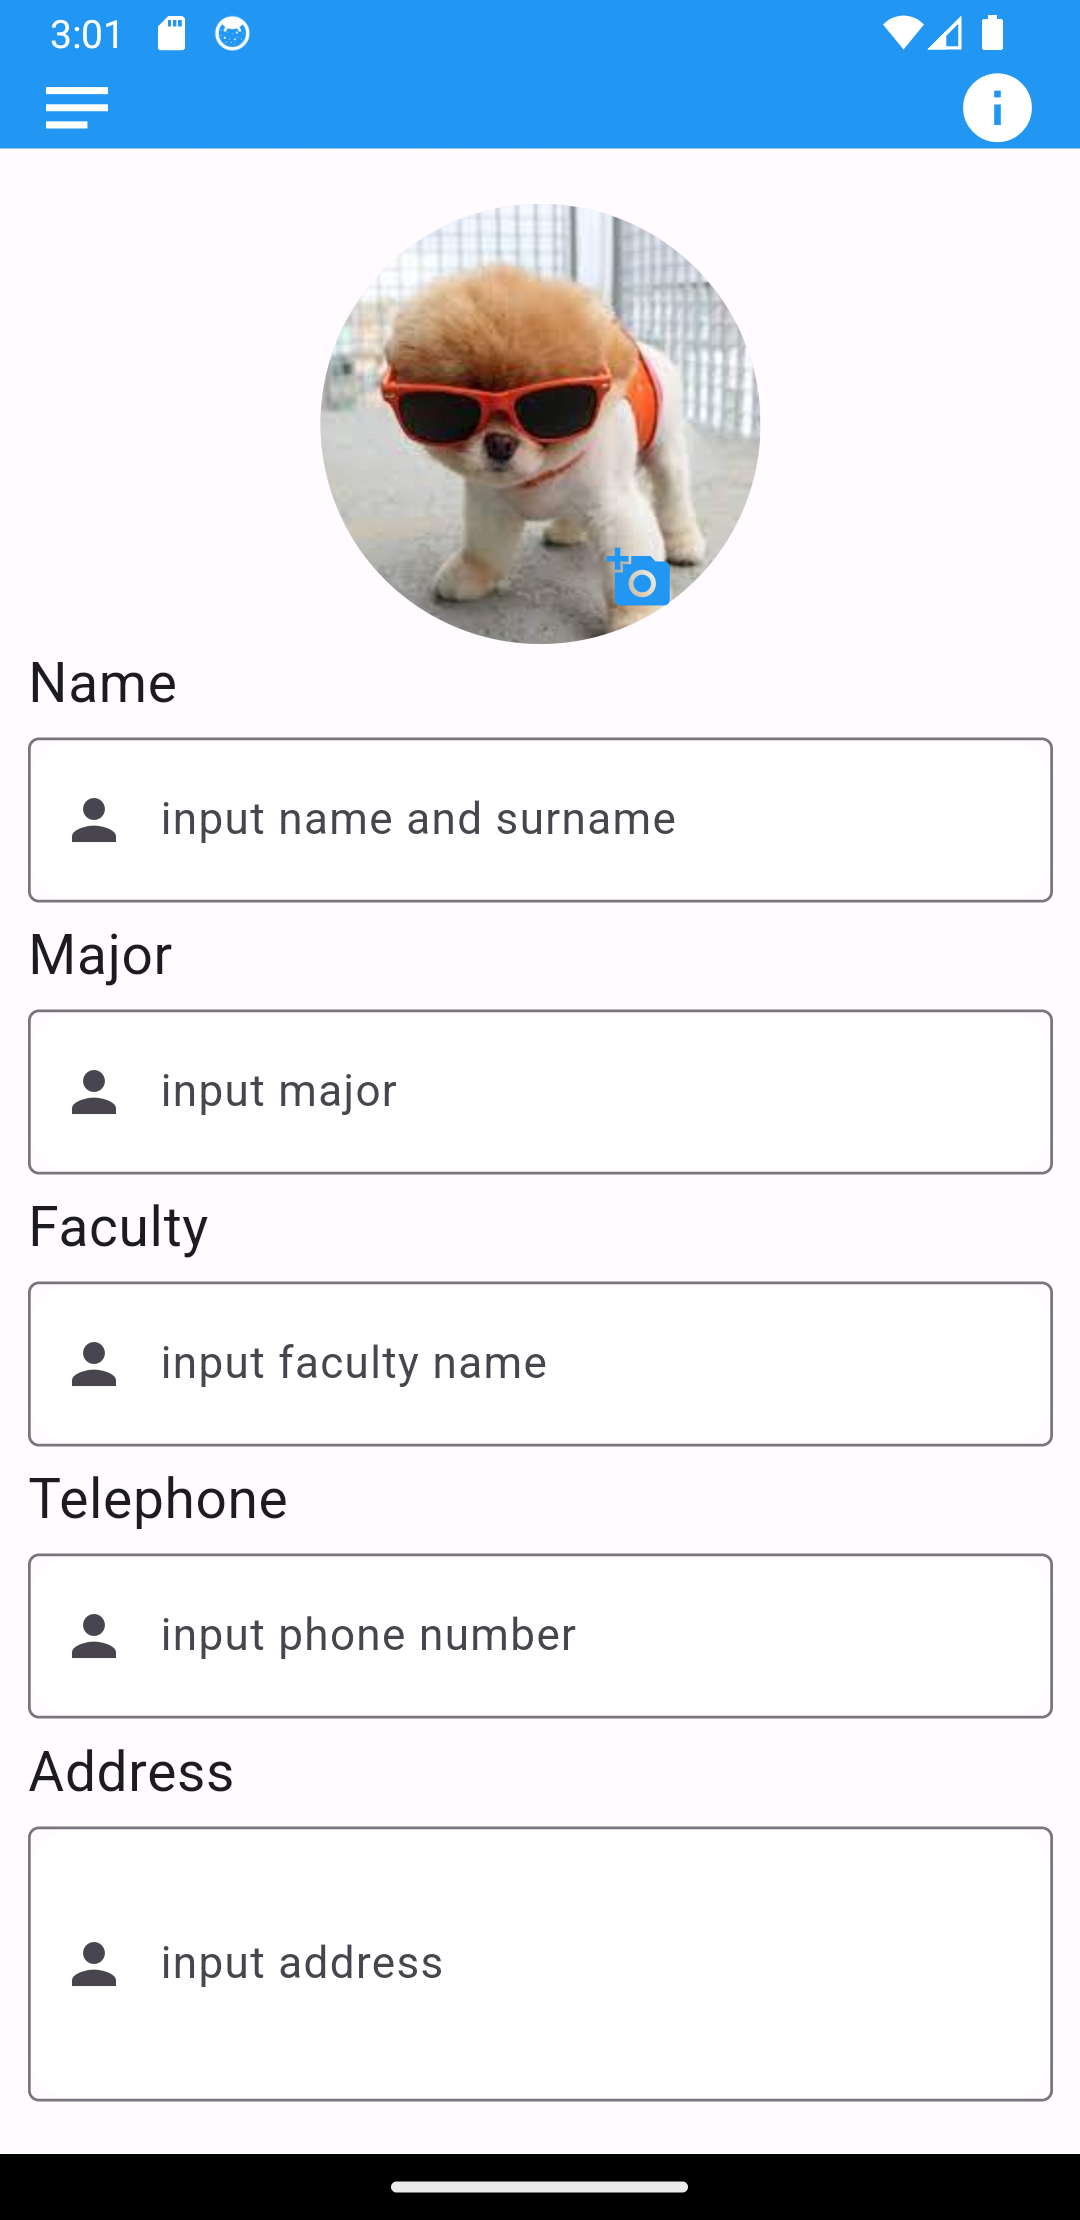 3:01
Name
input name and surname
Major
input major
Faculty
input faculty name
Telephone
input phone number
Address
input address